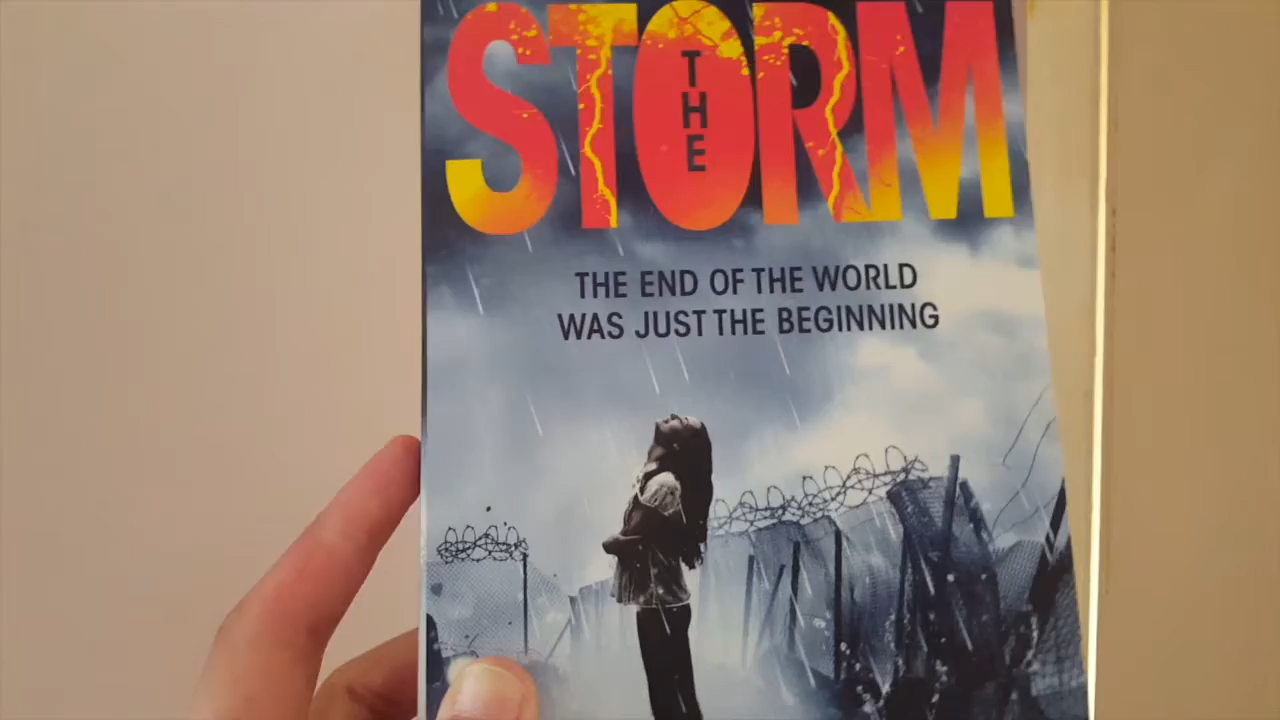 THE
STORM
THE END OF THE WORLD
WAS JUST THE BEGINNING